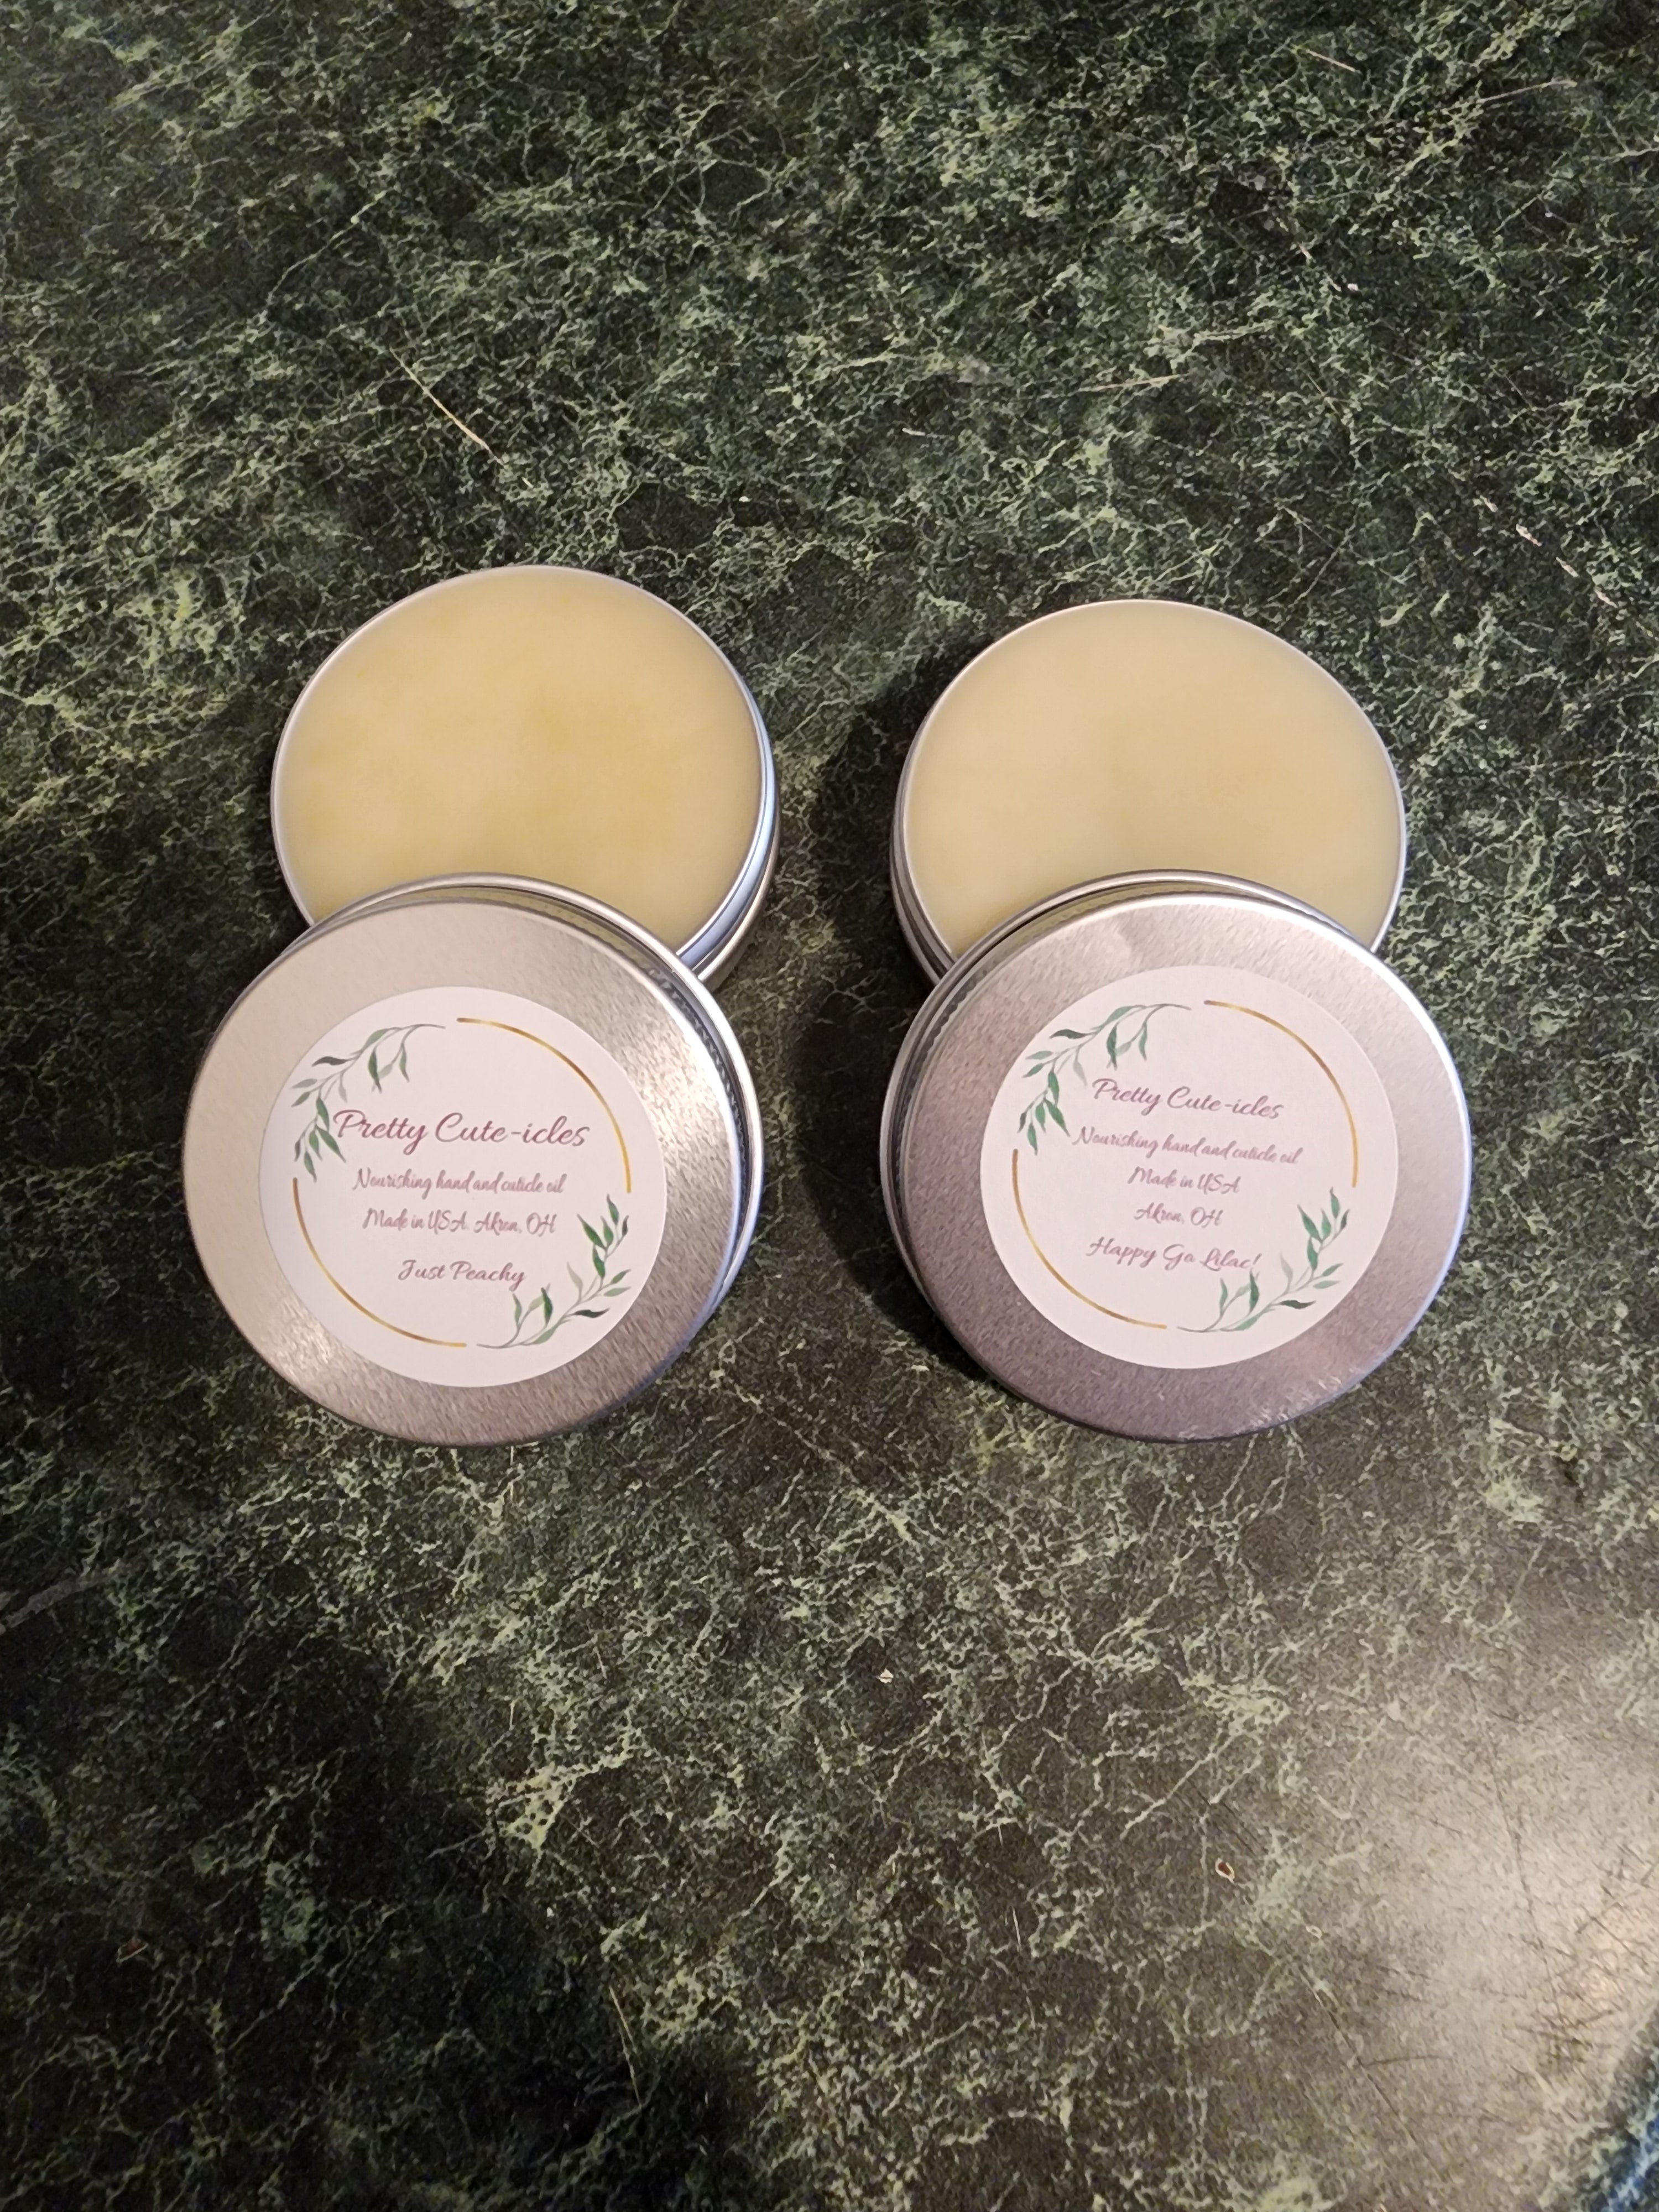 Pretty Cute-icles
Nourishing hand and cuticle oil
Made in USA. Akron, OH
Just Peachy
Pretty Cute-icles
Nourishing hand and cuticle oil
Made in USA
Akron, OH
Happy Go Lilac!